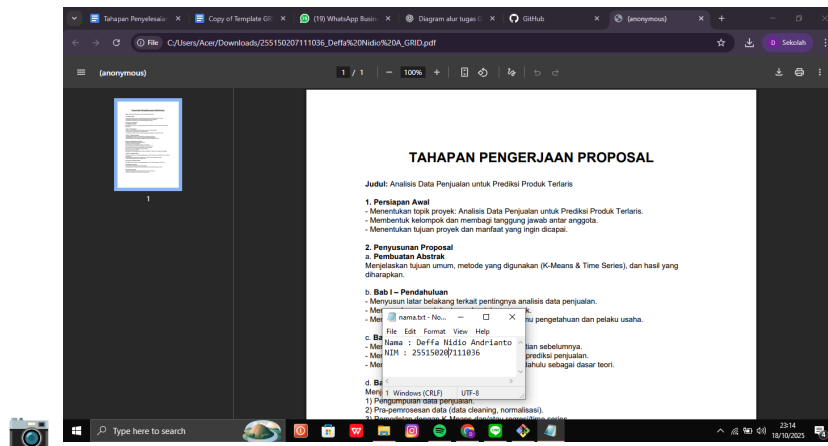 Tahapan Penyelesaia
Copy of Template GR
(19) WhatsApp Busin
Diagram alur tugas G
GitHub
(anonymous)
File C:/Users/Acer/Downloads/255150207111036_Deffa%20Nidio%20A_GRID.pdf
D Sekolah
(anonymous)
1 / 1
100%
1
TAHAPAN PENGERJAAN PROPOSAL
Judul: Analisis Data Penjualan untuk Prediksi Produk Terlaris
1. Persiapan Awal
- Menentukan topik proyek: Analisis Data Penjualan untuk Prediksi Produk Terlaris.
- Membentuk kelompok dan membagi tanggung jawab antar anggota.
- Menentukan tujuan proyek dan manfaat yang ingin dicapai.
2. Penyusunan Proposal
a. Pembuatan Abstrak
Menjelaskan tujuan umum, metode yang digunakan (K-Means & Time Series), dan hasil yang
diharapkan.
b. Bab I – Pendahuluan
- Menyusun latar belakang terkait pentingnya analisis data penjualan.
pengetahuan dan pelaku usaha.
sebelumnya.
prediksi penjualan.
sebagai dasar teori.
nama.txt - No...
File Edit Format View Help
Nama : Deffa Nidio Andrianto
NIM : 255150207111036
1 Windows (CRLF) UTF-8
1) Pengumpulan data penjualan.
2) Pra-pemrosesan data (data cleaning, normalisasi).
Type here to search
23:14
18/10/2025